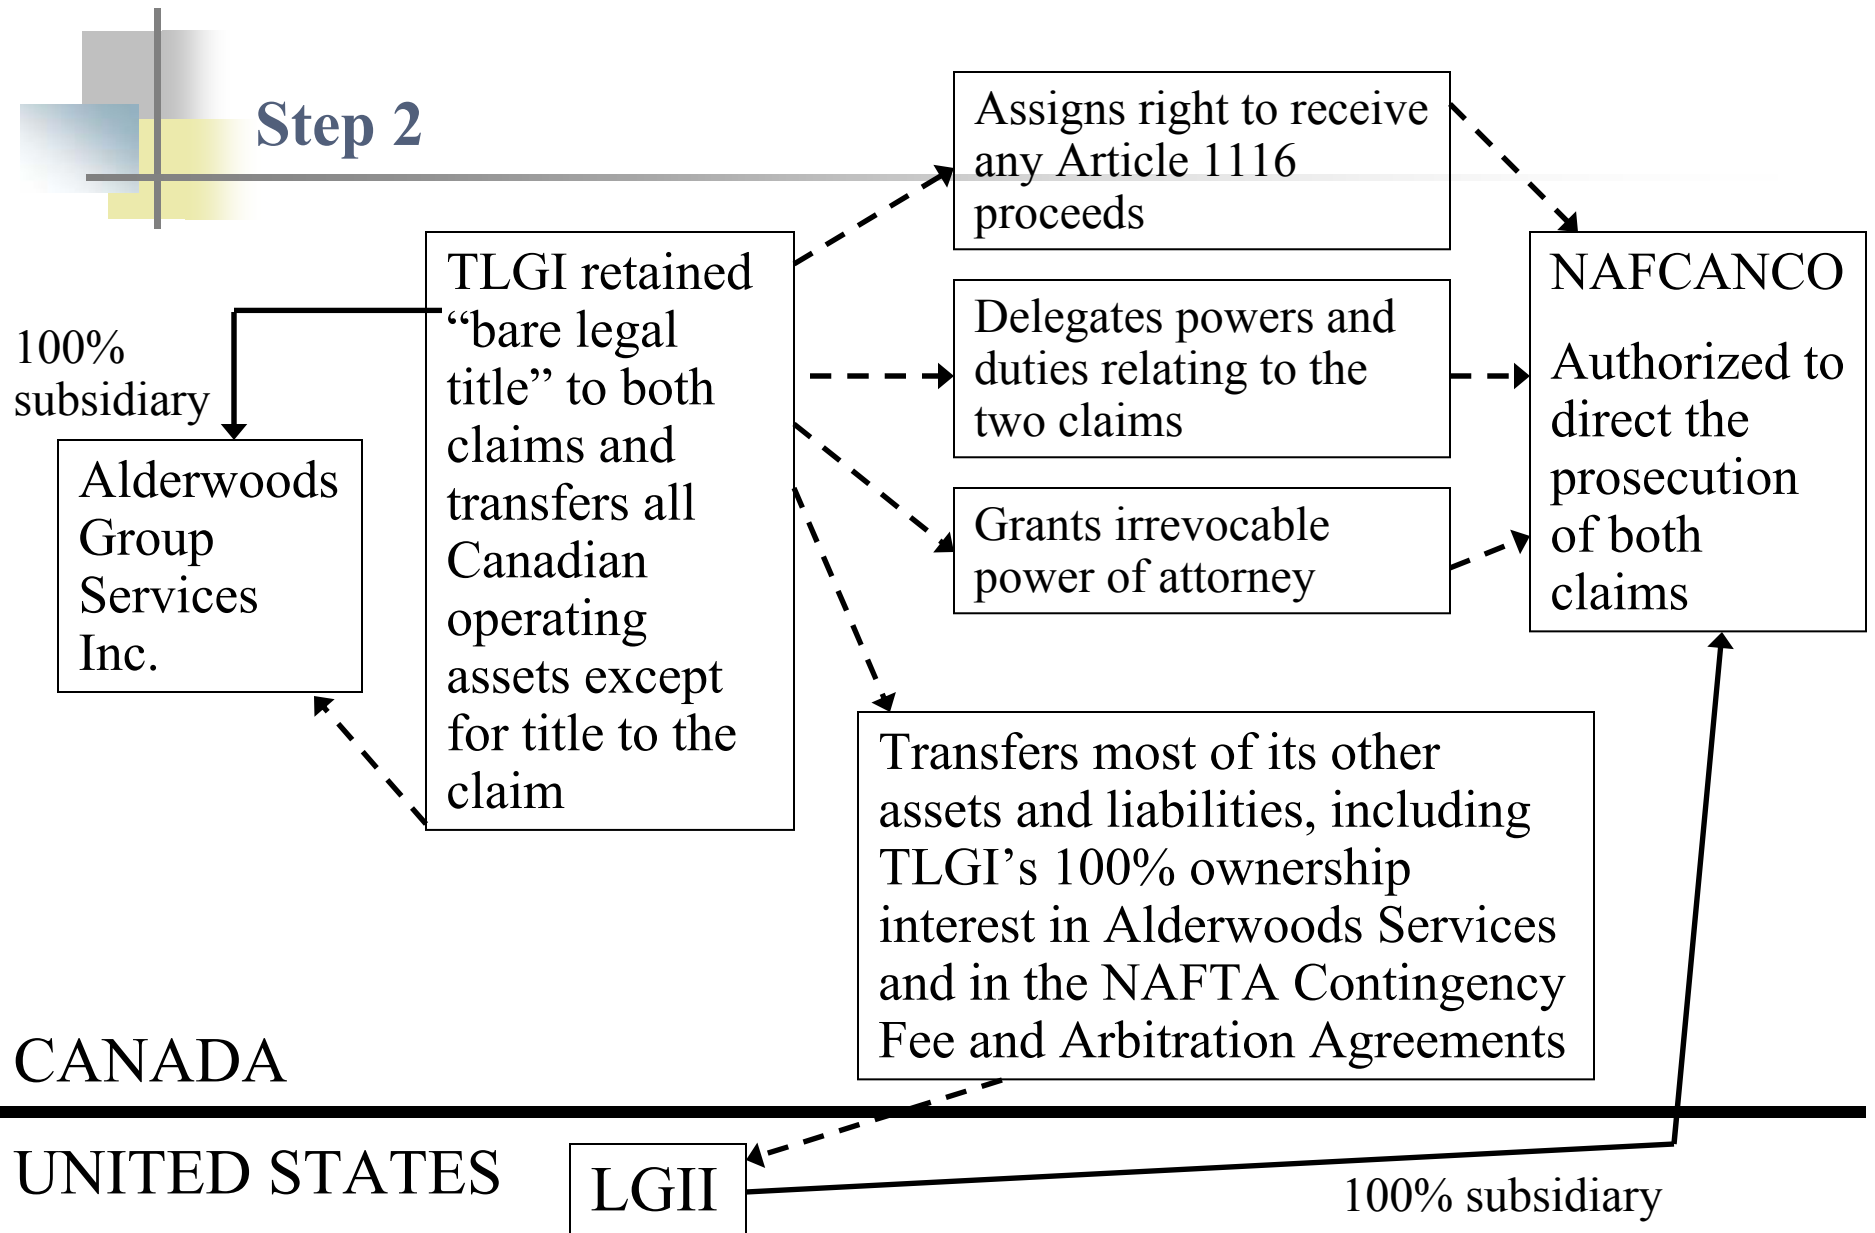 Step 2
Assigns right to receive
any Article 1116
proceeds
TLGI retained
“bare legal
title” to both
claims and
transfers all
Canadian
operating
assets except
for title to the
claim
NAFCANCO
Authorized to
direct the
prosecution
of both
claims
Delegates powers and
duties relating to the
two claims
100%
subsidiary
Alderwoods
Group
Services
Inc.
Grants irrevocable
power of attorney
Transfers most of its other
assets and liabilities, including
TLGI’s 100% ownership
interest in Alderwoods Services
and in the NAFTA Contingency
Fee and Arbitration Agreements
CANADA
UNITED STATES
LGII
100% subsidiary